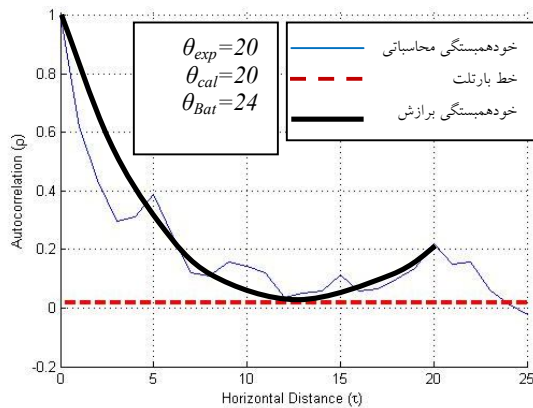 θexp=20
θcal=20
θBat=24
خودهمبستگی محاسباتی
خط بارتلت
خودهمبستگی برازش
1
0.8
0.6
0.4
0.2
0
-0.2
Autocorrelation (ρ)
0 5 10 15 20 25
Horizontal Distance (τ)